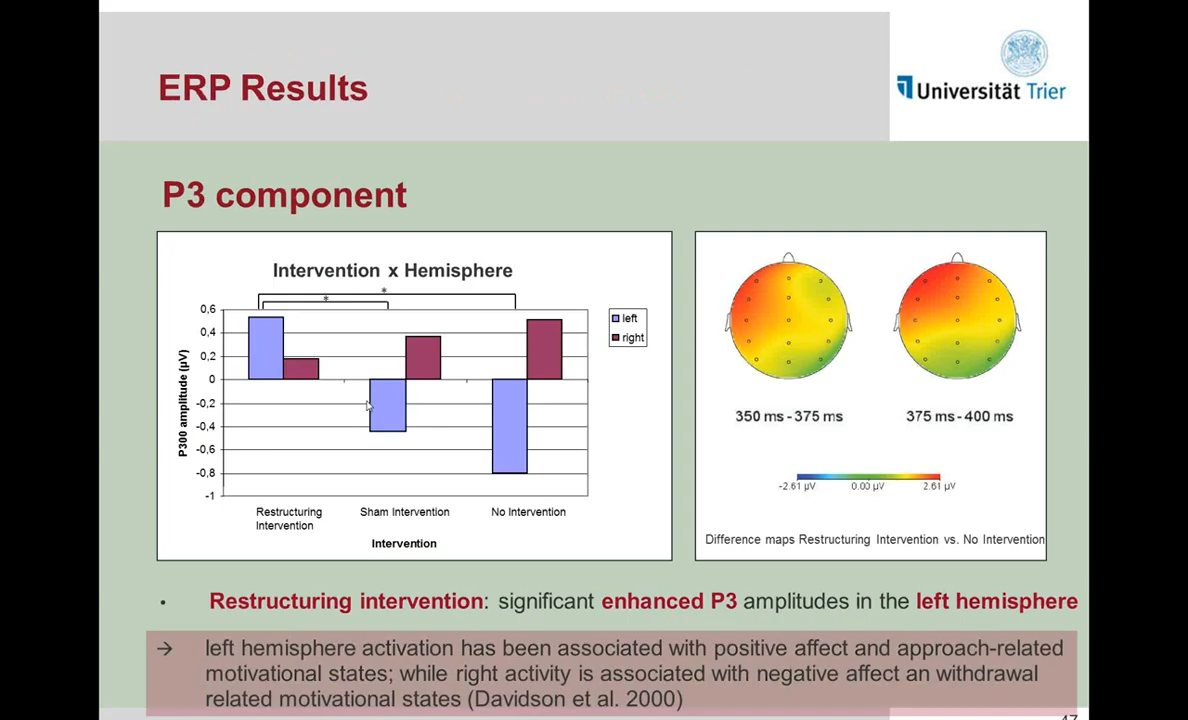 ERP Results
Universität Trier
P3 component
Intervention x Hemisphere
*
*
0,6
0,4
0,2
0
-0,2
-0,4
-0,6
-0,8
-1
P300 amplitude (µV)
left
right
Restructuring Intervention
Sham Intervention
No Intervention
Intervention
350 ms - 375 ms
375 ms - 400 ms
-2.61 µV
0.00 µV
2.61 µV
Difference maps Restructuring Intervention vs. No Intervention
• Restructuring intervention: significant enhanced P3 amplitudes in the left hemisphere
→ left hemisphere activation has been associated with positive affect and approach-related
motivational states; while right activity is associated with negative affect an withdrawal
related motivational states (Davidson et al. 2000)
47